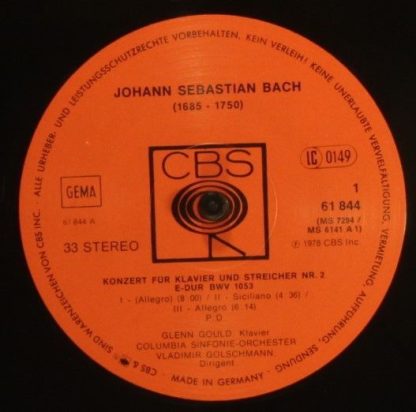 ALLE URHEBER- UND LEISTUNGSSCHUTZRECHTE VORBEHALTEN. KEIN VERLEIH! KEINE UNERLAUBTE VERVIELFÄLTIGUNG, VERMIETUNG, AUFFÜHRUNG, SENDUNG
JOHANN SEBASTIAN BACH
(1685 - 1750)
CBS
LC 0149
GEMA
1
61 844 A
61 844
(MS 7294 /
MS 6141 A 1)
33 STEREO
℗ 1976 CBS Inc.
KONZERT FÜR KLAVIER UND STREICHER NR. 2
E-DUR BWV 1053
I - (Allegro) (8:00) / II - Siciliano (4:36) /
III - Allegro (6:14)
P.D.
GLENN GOULD, Klavier
COLUMBIA SINFONIE-ORCHESTER
VLADIMIR GOLSCHMANN,
Dirigent
CBS & SIND WARENZEICHEN VON CBS INC.
MADE IN GERMANY